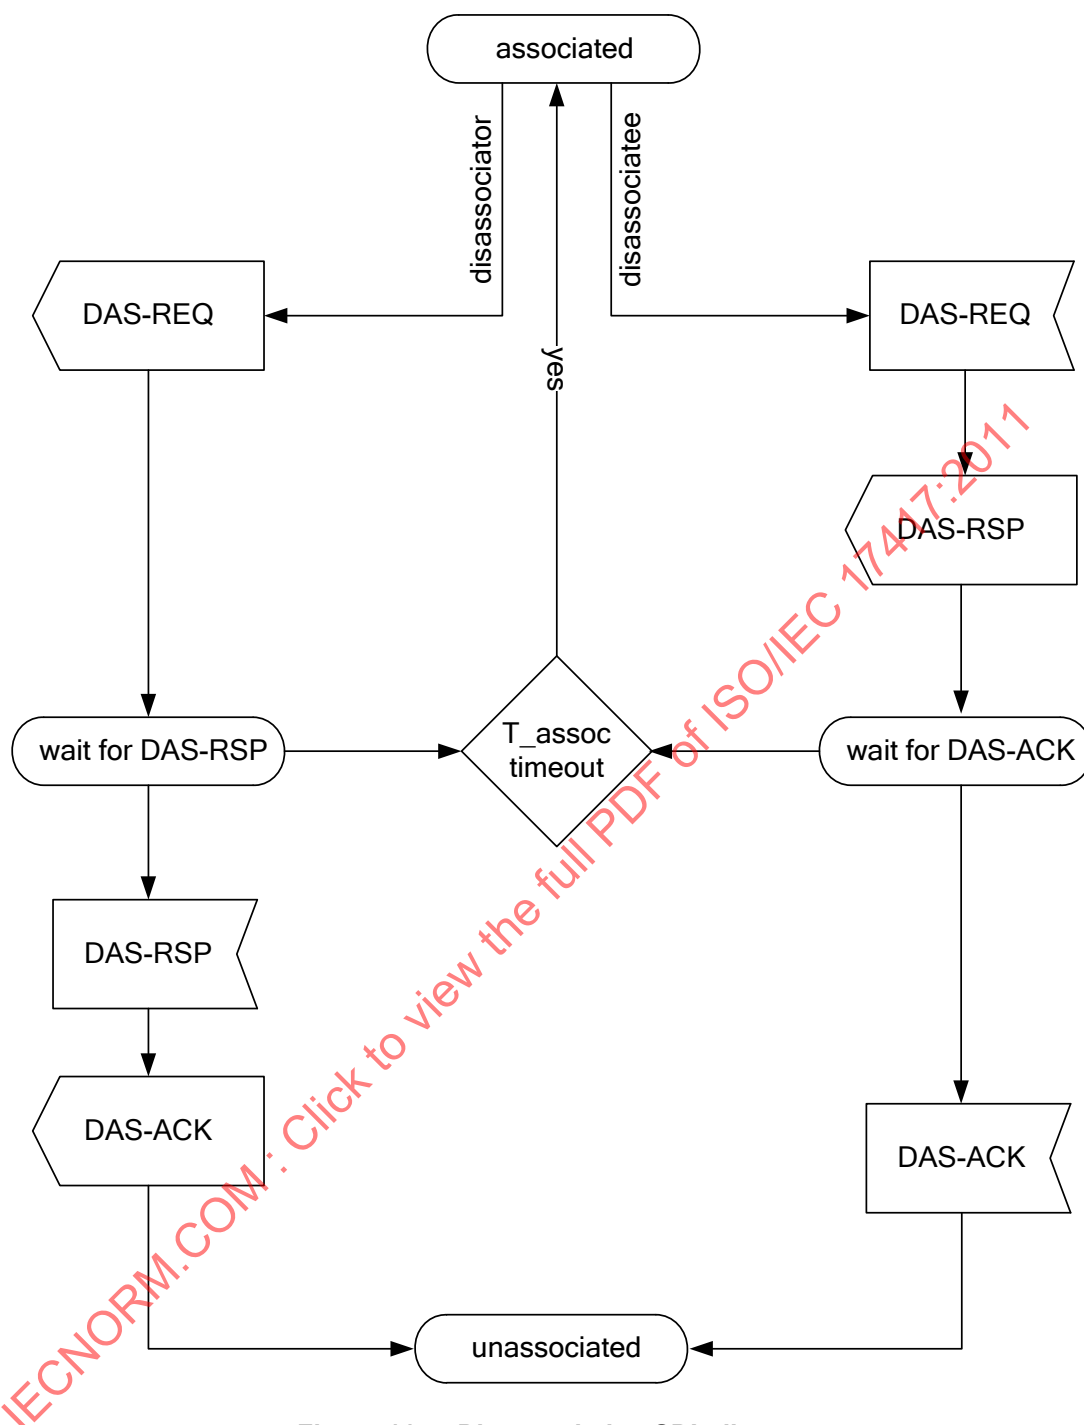 associated
disassociator
disassociatee
DAS-REQ
DAS-REQ
yes
DAS-RSP
wait for DAS-RSP
T_assoc
timeout
wait for DAS-ACK
DAS-RSP
DAS-ACK
DAS-ACK
unassociated
IECNORM.COM : Click to view the full PDF of ISO/IEC 17417:2011